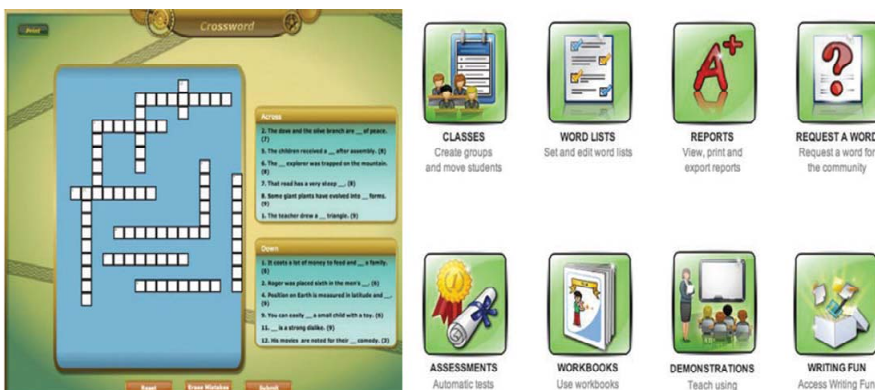 Crossword
Print
Across
2. The dove and the olive branch are __ of peace.
(7)
5. The children received a __ after assembly. (8)
6. The __ explorer was trapped on the mountain.
(8)
7. That road has a very steep __. (8)
8. Some giant plants have evolved into __ forms.
(9)
1. The teacher drew a __ triangle. (9)
Down
1. It costs a lot of money to feed and __ a family.
(8)
3. Roger was placed sixth in the men's __. (9)
4. Position on Earth is measured in latitude and __.
(9)
9. You can easily __ a small child with a toy. (6)
11. __ is a strong dislike. (9)
12. His movies are noted for their __ comedy. (3)
Reset
Erase Mistakes
Submit
CLASSES
Create groups
and move students
WORD LISTS
Set and edit word lists
A+
REPORTS
View, print and
export reports
?
REQUEST A WORD
Request a word for
the community
1
ASSESSMENTS
Automatic tests
WORKBOOKS
Use workbooks
DEMONSTRATIONS
Teach using
WRITING FUN
Access Writing Fun